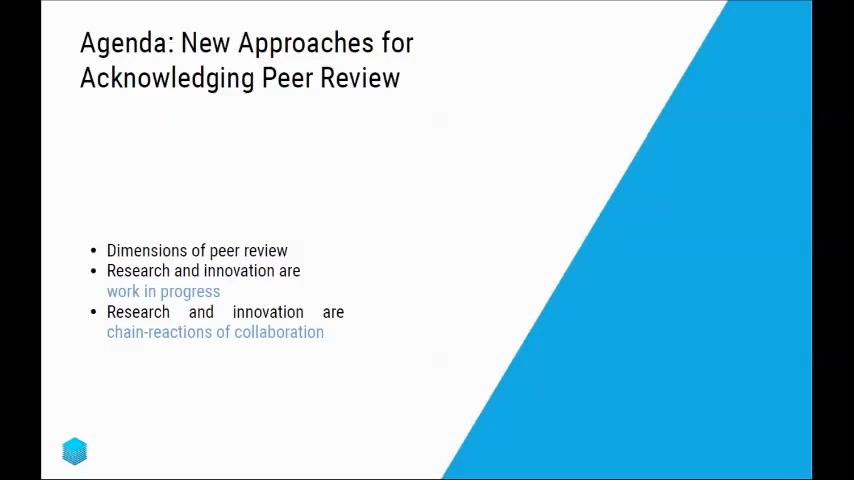 Agenda: New Approaches for
Acknowledging Peer Review
• Dimensions of peer review
• Research and innovation are
work in progress
• Research and innovation are
chain-reactions of collaboration